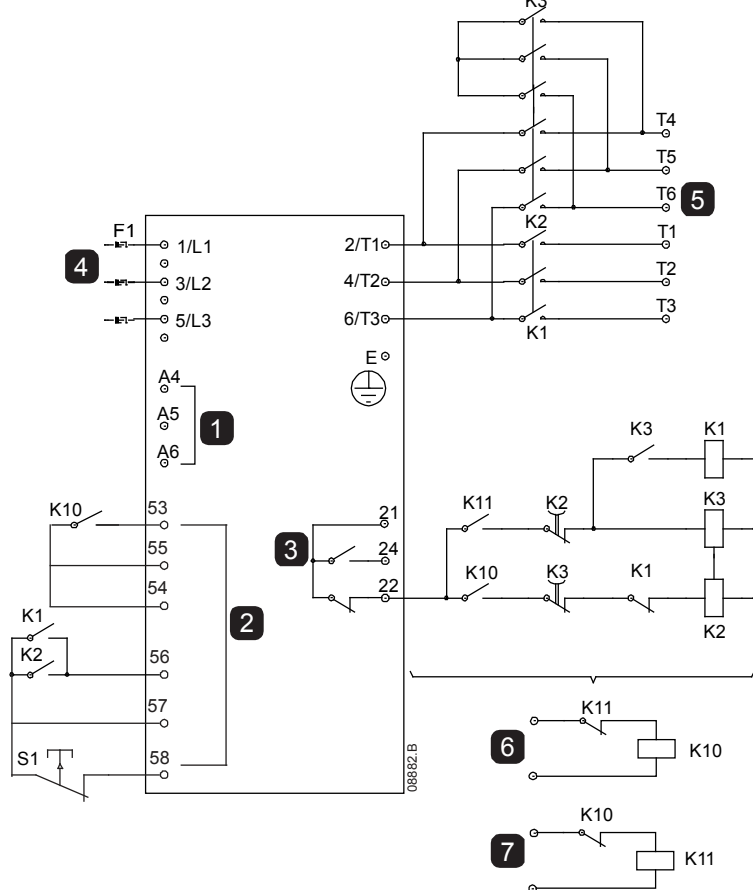 K3
T4
T5
T6
5
K2
T1
T2
T3
K1
F1
4
1/L1
3/L2
5/L3
2/T1
4/T2
6/T3
E
A4
A5
A6
1
K10
53
55
54
K1
K2
56
57
S1
58
2
3
21
24
22
K11
K2
K3
K1
K3
K10
K3
K1
K2
08882.B
6
K11
K10
7
K10
K11